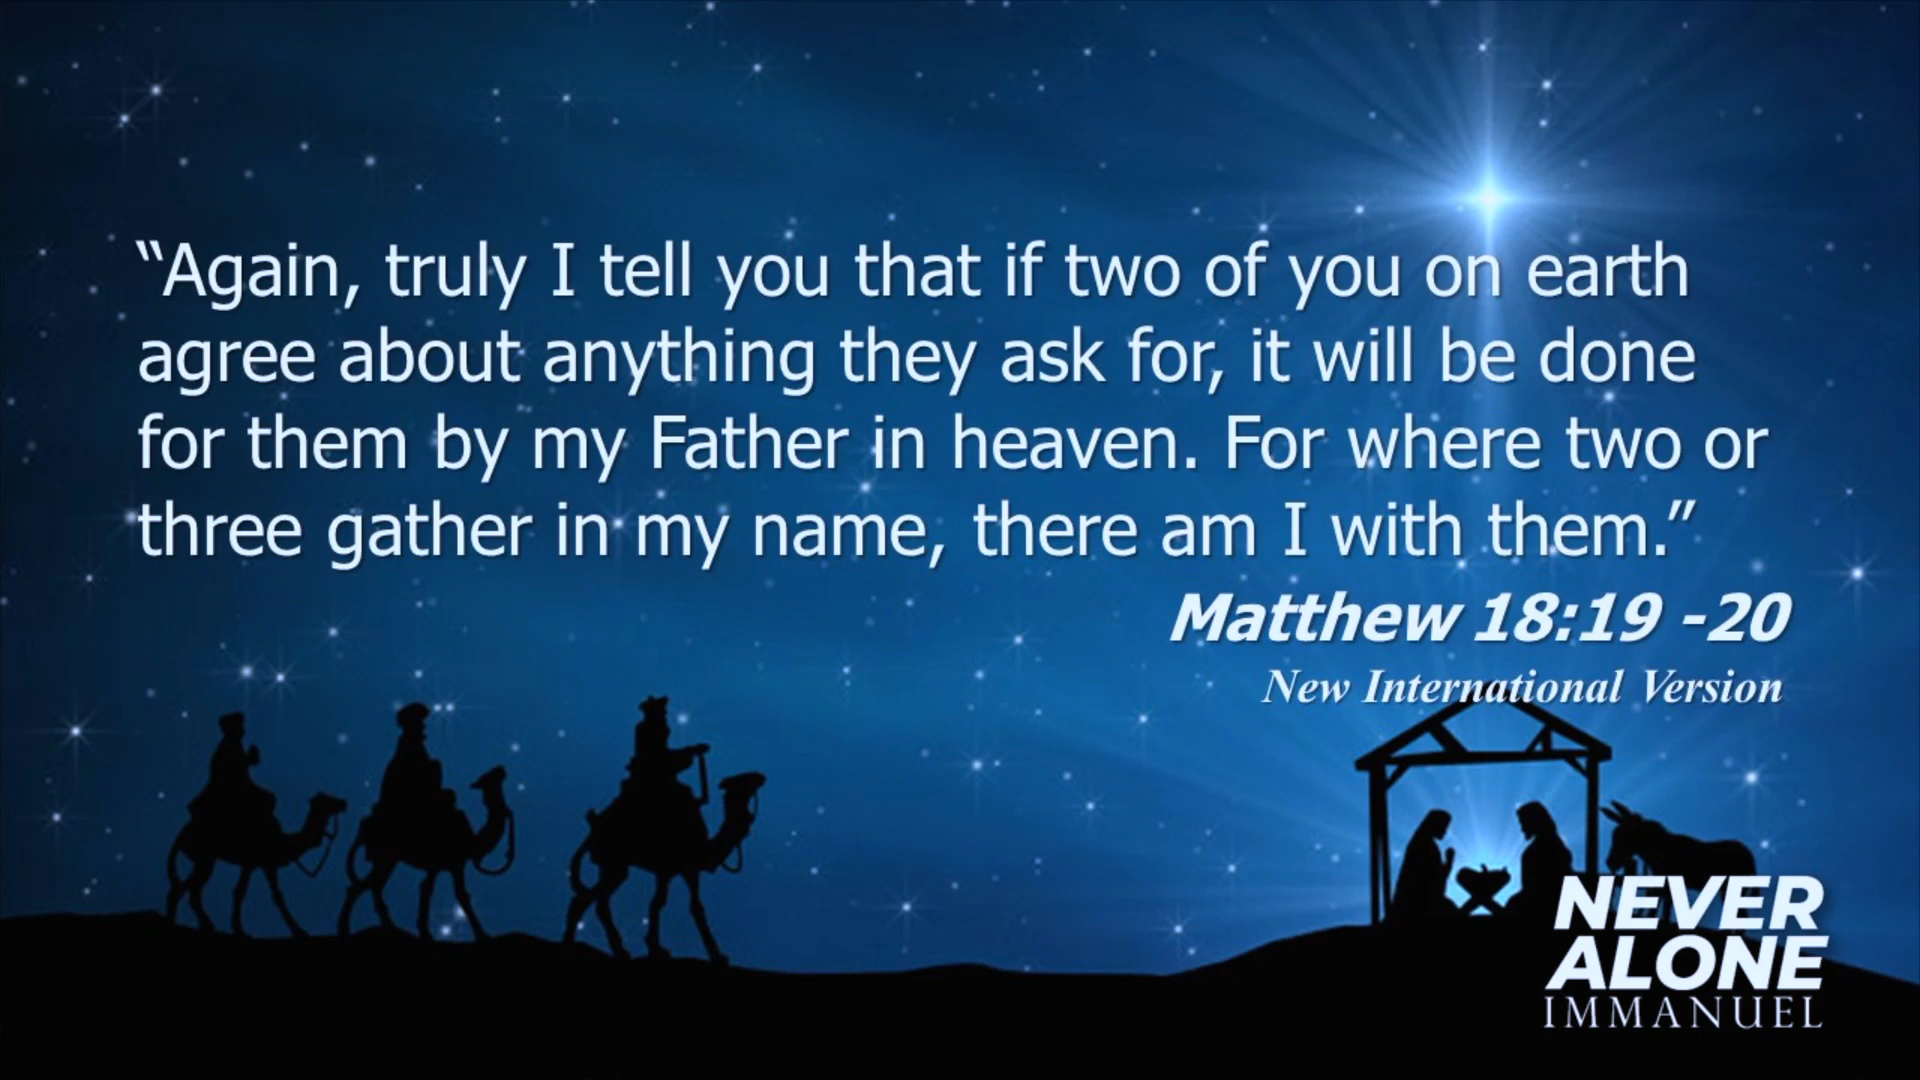 “Again, truly I tell you that if two of you on earth
agree about anything they ask for, it will be done
for them by my Father in heaven. For where two or
three gather in my name, there am I with them.”
Matthew 18:19 -20
New International Version
NEVER
ALONE
IMMANUEL